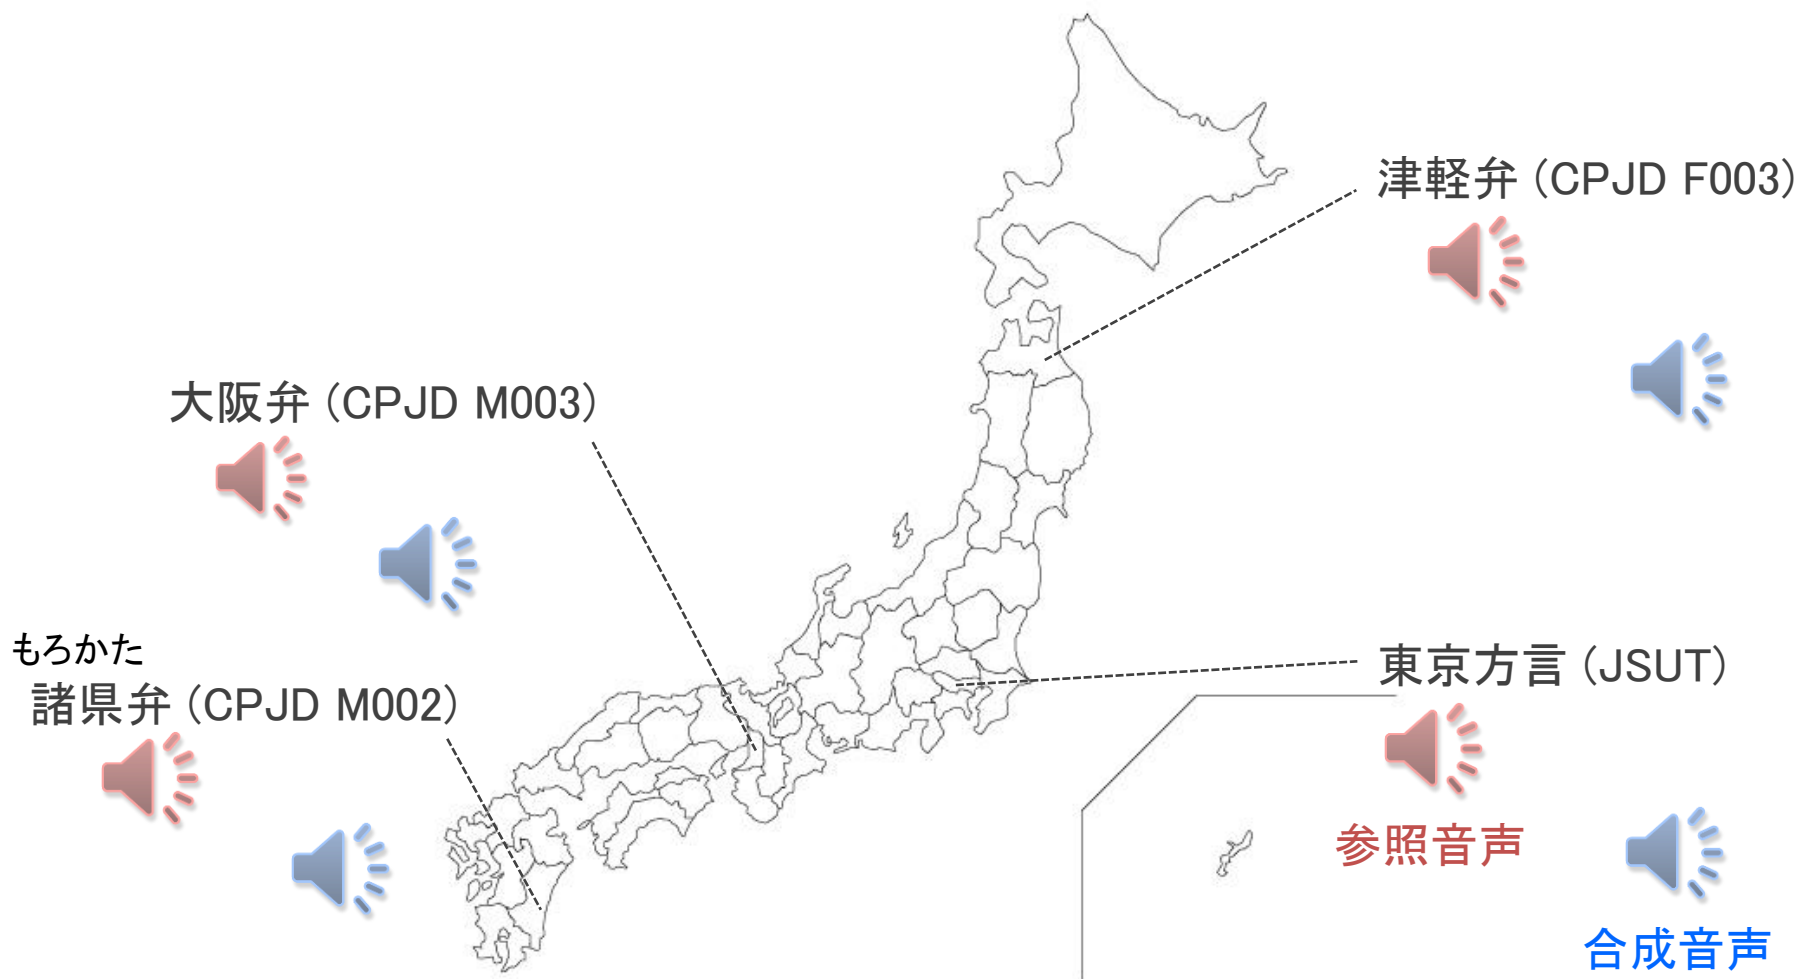 津軽弁 (CPJD F003)
大阪弁 (CPJD M003)
もろかた
諸県弁 (CPJD M002)
東京方言 (JSUT)
参照音声
合成音声